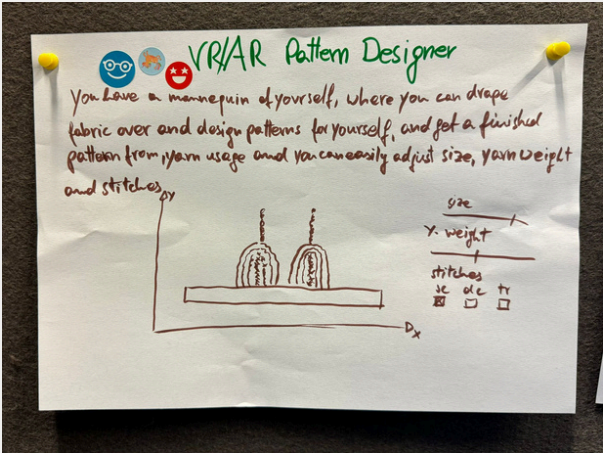 VR/AR Pattern Designer
You have a mannequin of yourself, where you can drape
fabric over and design patterns for yourself, and get a finished
pattern from, yarn usage and you can easily adjust size, yarn weight
and stitches
y
x
size
Y. weight
stitches
sc dc tr